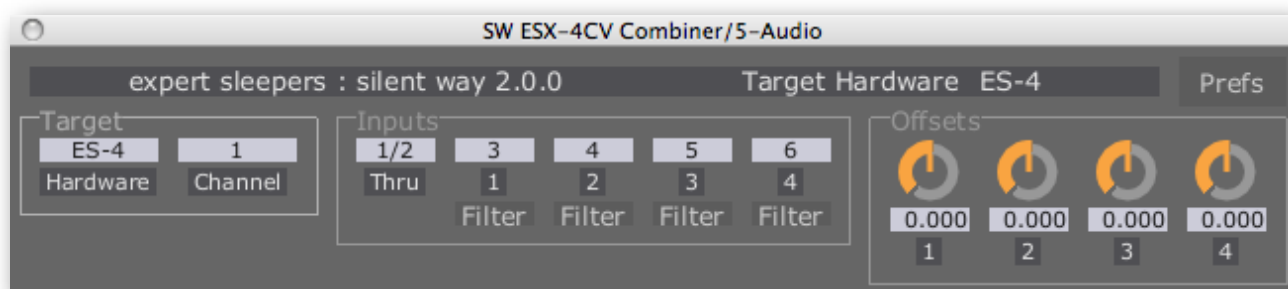 SW ESX-4CV Combiner/5-Audio
expert sleepers : silent way 2.0.0 Target Hardware ES-4 Prefs
Target Inputs Offsets
ES-4 1 1/2 3 4 5 6
Hardware Channel Thru 1 2 3 4
Filter Filter Filter Filter
0.000 0.000 0.000 0.000
1 2 3 4